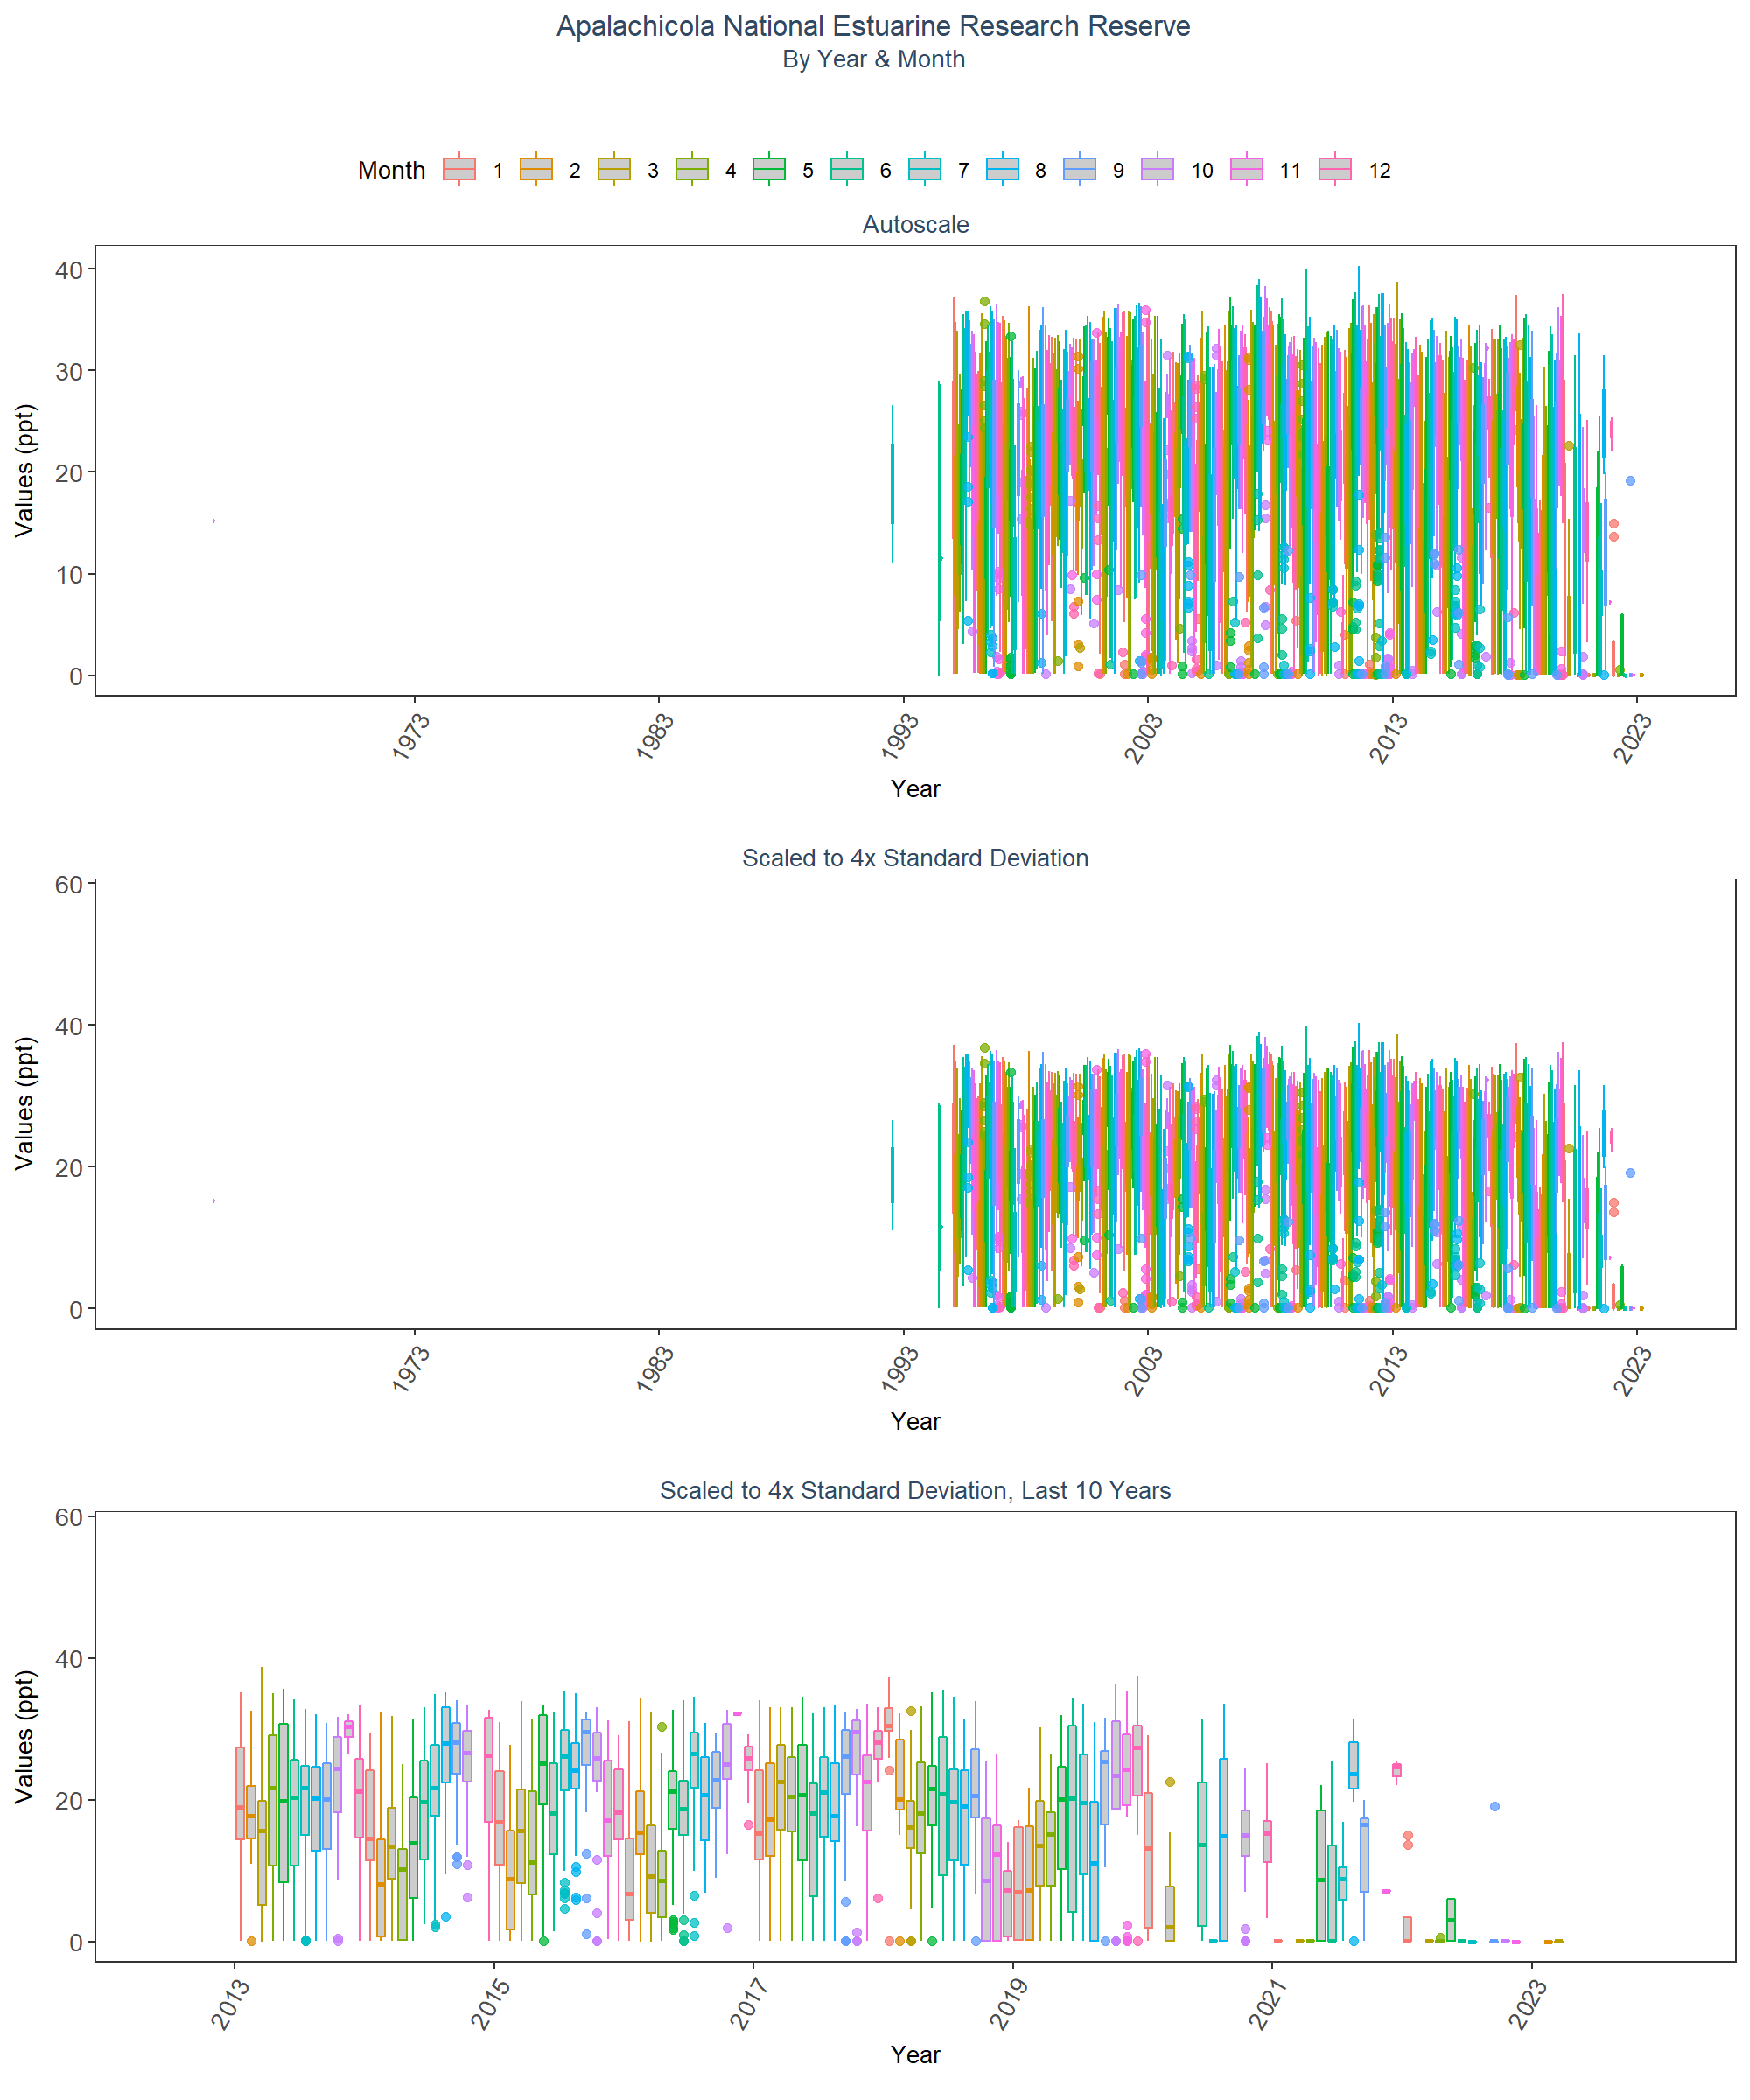 Apalachicola National Estuarine Research Reserve
By Year & Month
Month 1 2 3 4 5 6 7 8 9 10 11 12
Autoscale
40
30
20
10
0
Values (ppt)
1973 1983 1993 2003 2013 2023
Year
Scaled to 4x Standard Deviation
60
40
20
0
Values (ppt)
1973 1983 1993 2003 2013 2023
Year
Scaled to 4x Standard Deviation, Last 10 Years
60
40
20
0
Values (ppt)
2013 2015 2017 2019 2021 2023
Year